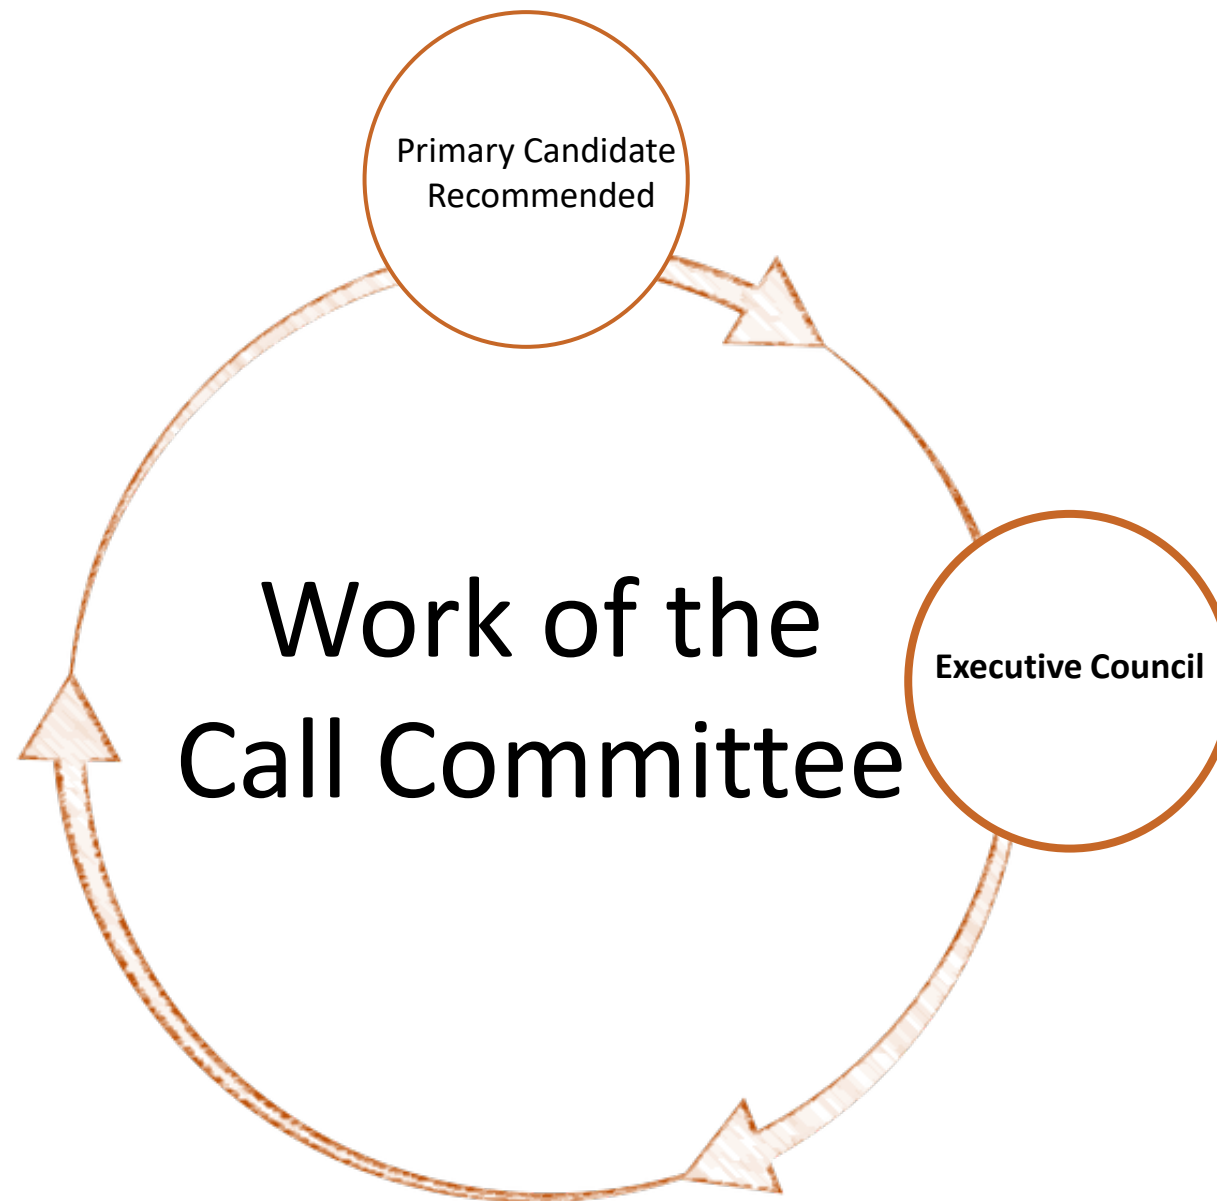 Primary Candidate
Recommended
Work of the
Call Committee
Executive Council